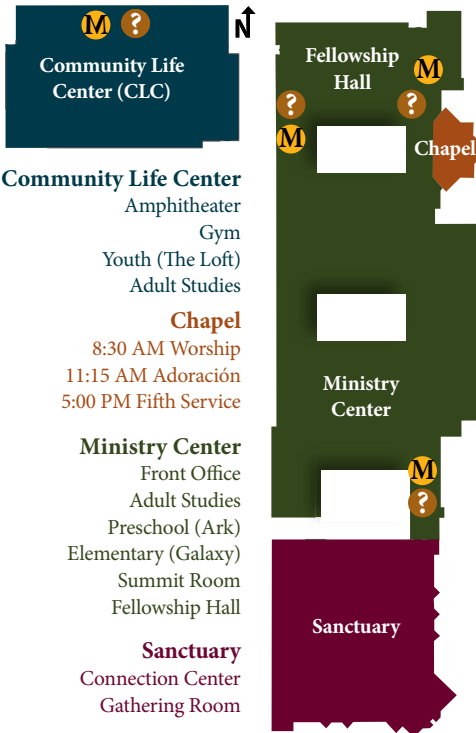 M ?
N
Community Life
Center (CLC)
Fellowship
Hall
M
? ?
M
Chapel
Community Life Center
Amphitheater
Gym
Youth (The Loft)
Adult Studies
Chapel
8:30 AM Worship
11:15 AM Adoración
5:00 PM Fifth Service
Ministry
Center
Ministry Center
Front Office
Adult Studies
Preschool (Ark)
Elementary (Galaxy)
Summit Room
Fellowship Hall
M
?
Sanctuary
Connection Center
Gathering Room
Sanctuary